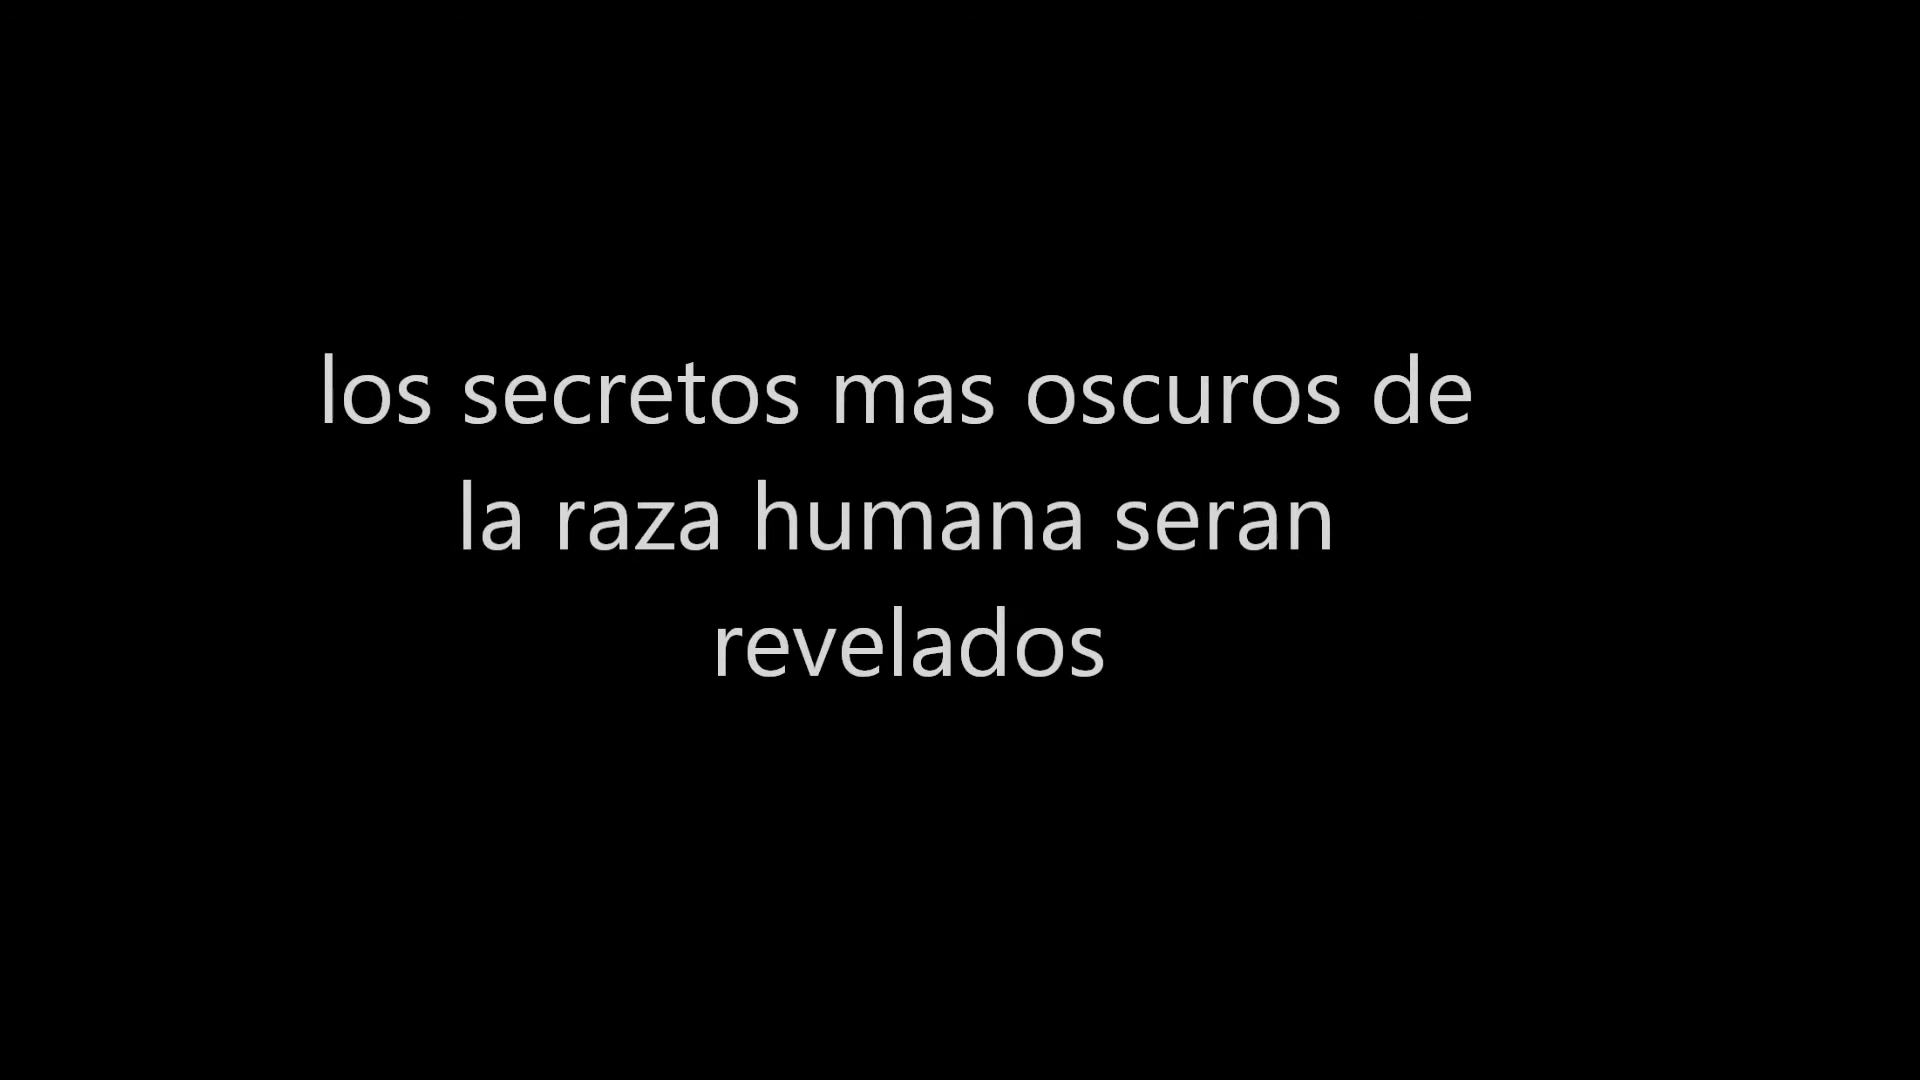 los secretos mas oscuros de
la raza humana seran
revelados